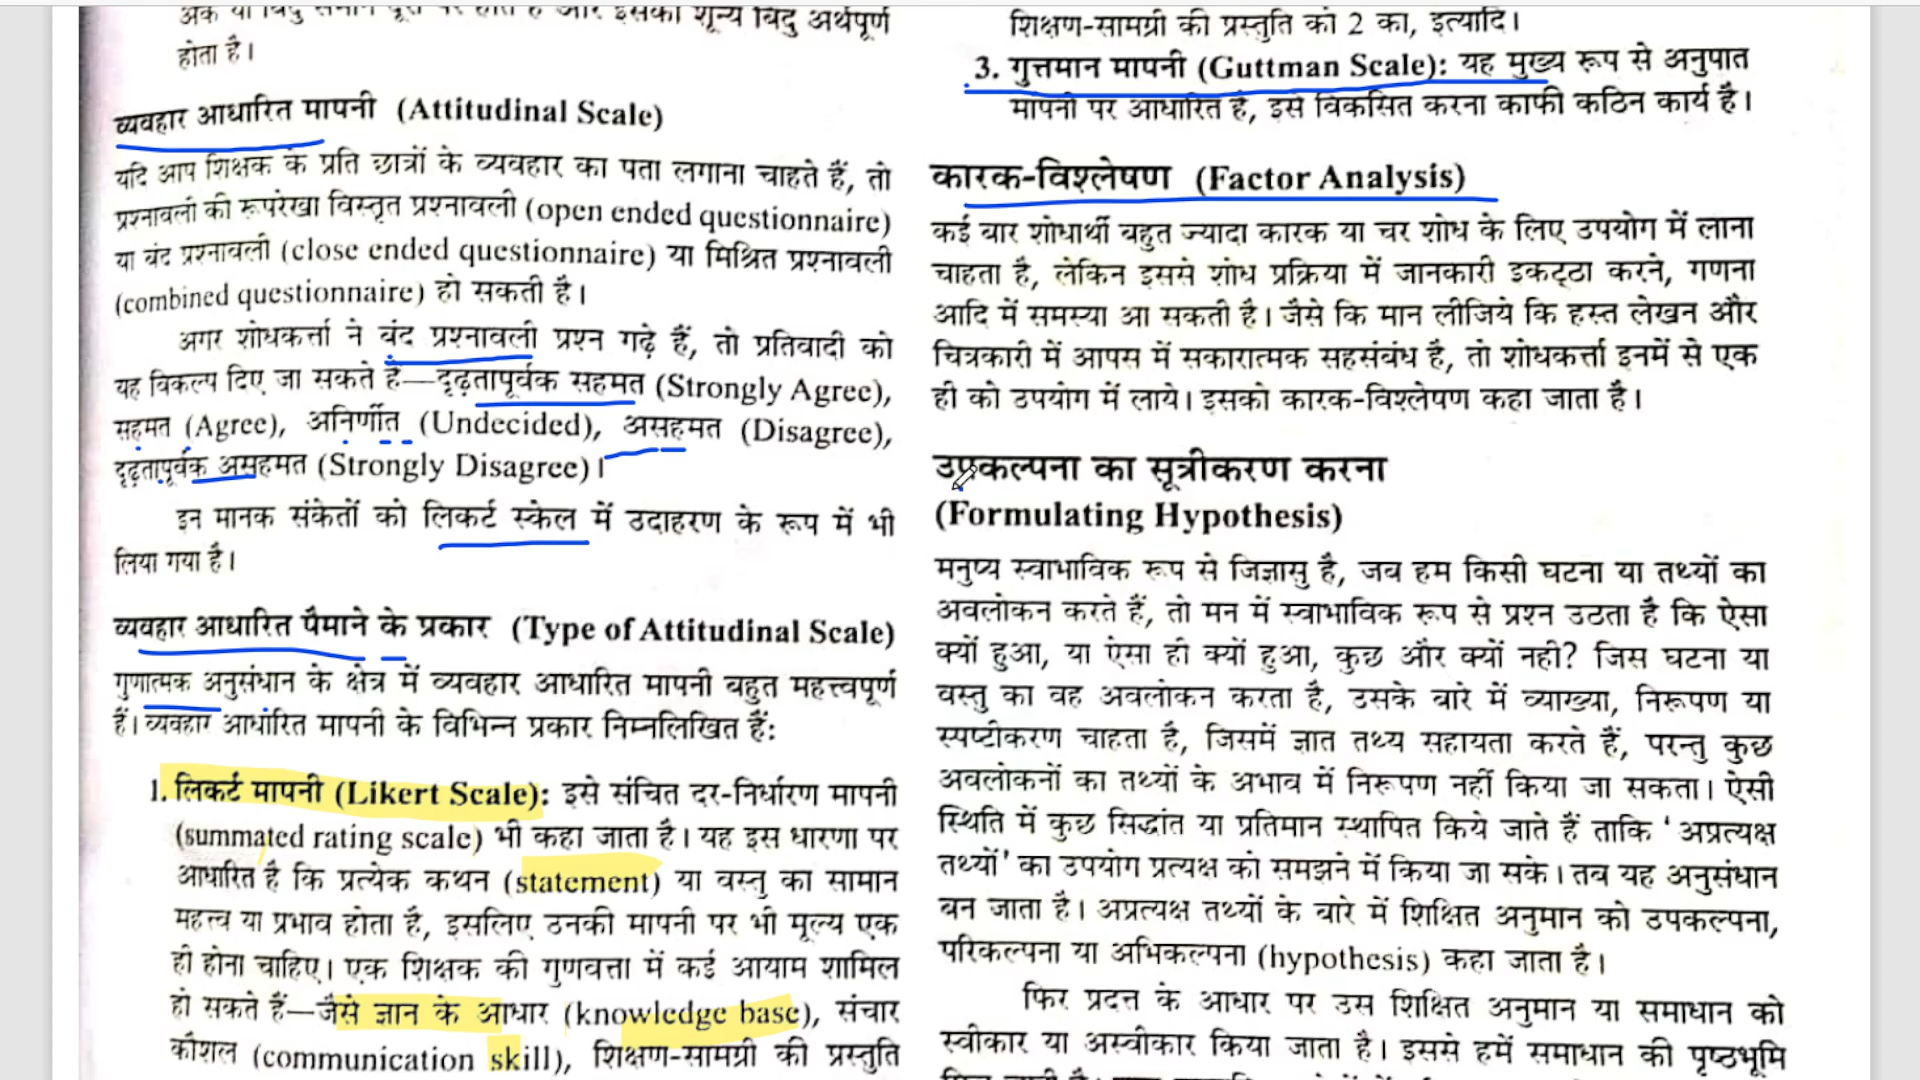 अंक या बिंदु समान दूरी पर होते हैं और इसका शून्य बिंदु अर्थपूर्ण
होता है।
व्यवहार आधारित मापनी (Attitudinal Scale)
यदि आप शिक्षक के प्रति छात्रों के व्यवहार का पता लगाना चाहते हैं, तो
प्रश्नावली की रूपरेखा विस्तृत प्रश्नावली (open ended questionnaire)
या बंद प्रश्नावली (close ended questionnaire) या मिश्रित प्रश्नावली
(combined questionnaire) हो सकती है।
अगर शोधकर्त्ता ने बंद प्रश्नावली प्रश्न गढ़े हैं, तो प्रतिवादी को
यह विकल्प दिए जा सकते हैं—दृढ़तापूर्वक सहमत (Strongly Agree),
सहमत (Agree), अनिर्णीत (Undecided), असहमत (Disagree),
दृढ़तापूर्वक असहमत (Strongly Disagree)।
इन मानक संकेतों को लिकर्ट स्केल में उदाहरण के रूप में भी
लिया गया है।
व्यवहार आधारित पैमाने के प्रकार (Type of Attitudinal Scale)
गुणात्मक अनुसंधान के क्षेत्र में व्यवहार आधारित मापनी बहुत महत्त्वपूर्ण
हैं। व्यवहार आधारित मापनी के विभिन्न प्रकार निम्नलिखित हैं:
1. लिकर्ट मापनी (Likert Scale): इसे संचित दर-निर्धारण मापनी
(summated rating scale) भी कहा जाता है। यह इस धारणा पर
आधारित है कि प्रत्येक कथन (statement) या वस्तु का सामान
महत्त्व या प्रभाव होता है, इसलिए उनकी मापनी पर भी मूल्य एक
ही होना चाहिए। एक शिक्षक की गुणवत्ता में कई आयाम शामिल
हो सकते हैं—जैसे ज्ञान के आधार (knowledge base), संचार
कौशल (communication skill), शिक्षण-सामग्री की प्रस्तुति
शिक्षण-सामग्री की प्रस्तुति को 2 का, इत्यादि।
3. गुत्तमान मापनी (Guttman Scale): यह मुख्य रूप से अनुपात
मापनी पर आधारित है, इसे विकसित करना काफी कठिन कार्य है।
कारक-विश्लेषण (Factor Analysis)
कई बार शोधार्थी बहुत ज्यादा कारक या चर शोध के लिए उपयोग में लाना
चाहता है, लेकिन इससे शोध प्रक्रिया में जानकारी इकट्ठा करने, गणना
आदि में समस्या आ सकती है। जैसे कि मान लीजिये कि हस्त लेखन और
चित्रकारी में आपस में सकारात्मक सहसंबंध है, तो शोधकर्त्ता इनमें से एक
ही को उपयोग में लाये। इसको कारक-विश्लेषण कहा जाता है।
उपकल्पना का सूत्रीकरण करना
(Formulating Hypothesis)
मनुष्य स्वाभाविक रूप से जिज्ञासु है, जब हम किसी घटना या तथ्यों का
अवलोकन करते हैं, तो मन में स्वाभाविक रूप से प्रश्न उठता है कि ऐसा
क्यों हुआ, या ऐसा ही क्यों हुआ, कुछ और क्यों नही? जिस घटना या
वस्तु का वह अवलोकन करता है, उसके बारे में व्याख्या, निरूपण या
स्पष्टीकरण चाहता है, जिसमें ज्ञात तथ्य सहायता करते हैं, परन्तु कुछ
अवलोकनों का तथ्यों के अभाव में निरूपण नहीं किया जा सकता। ऐसी
स्थिति में कुछ सिद्धांत या प्रतिमान स्थापित किये जाते हैं ताकि 'अप्रत्यक्ष
तथ्यों' का उपयोग प्रत्यक्ष को समझने में किया जा सके। तब यह अनुसंधान
बन जाता है। अप्रत्यक्ष तथ्यों के बारे में शिक्षित अनुमान को उपकल्पना,
परिकल्पना या अभिकल्पना (hypothesis) कहा जाता है।
फिर प्रदत्त के आधार पर उस शिक्षित अनुमान या समाधान को
स्वीकार या अस्वीकार किया जाता है। इससे हमें समाधान की पृष्ठभूमि